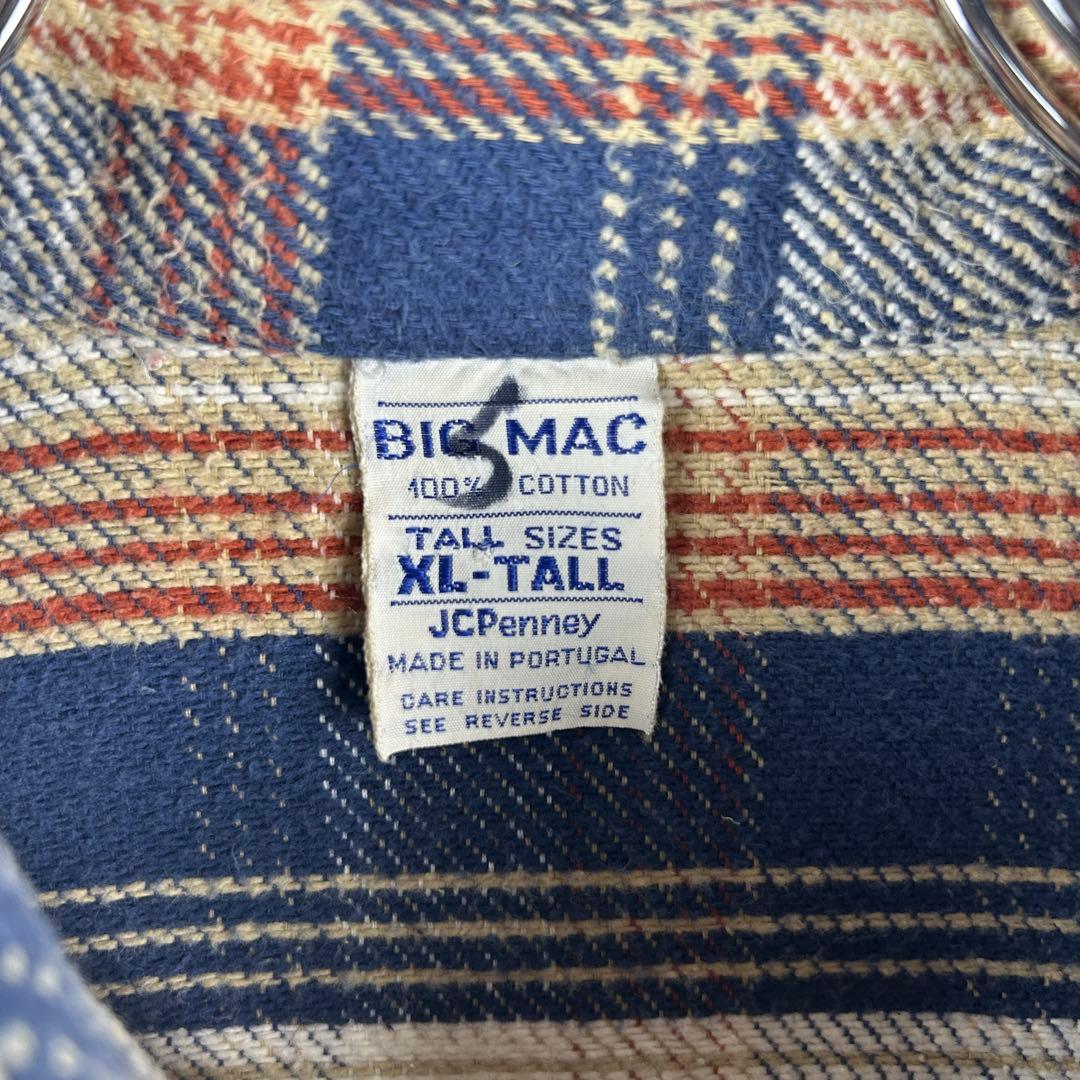 BIG MAC
100% COTTON
TALL SIZES
XL-TALL
JCPenney
MADE IN PORTUGAL
CARE INSTRUCTIONS
SEE REVERSE SIDE